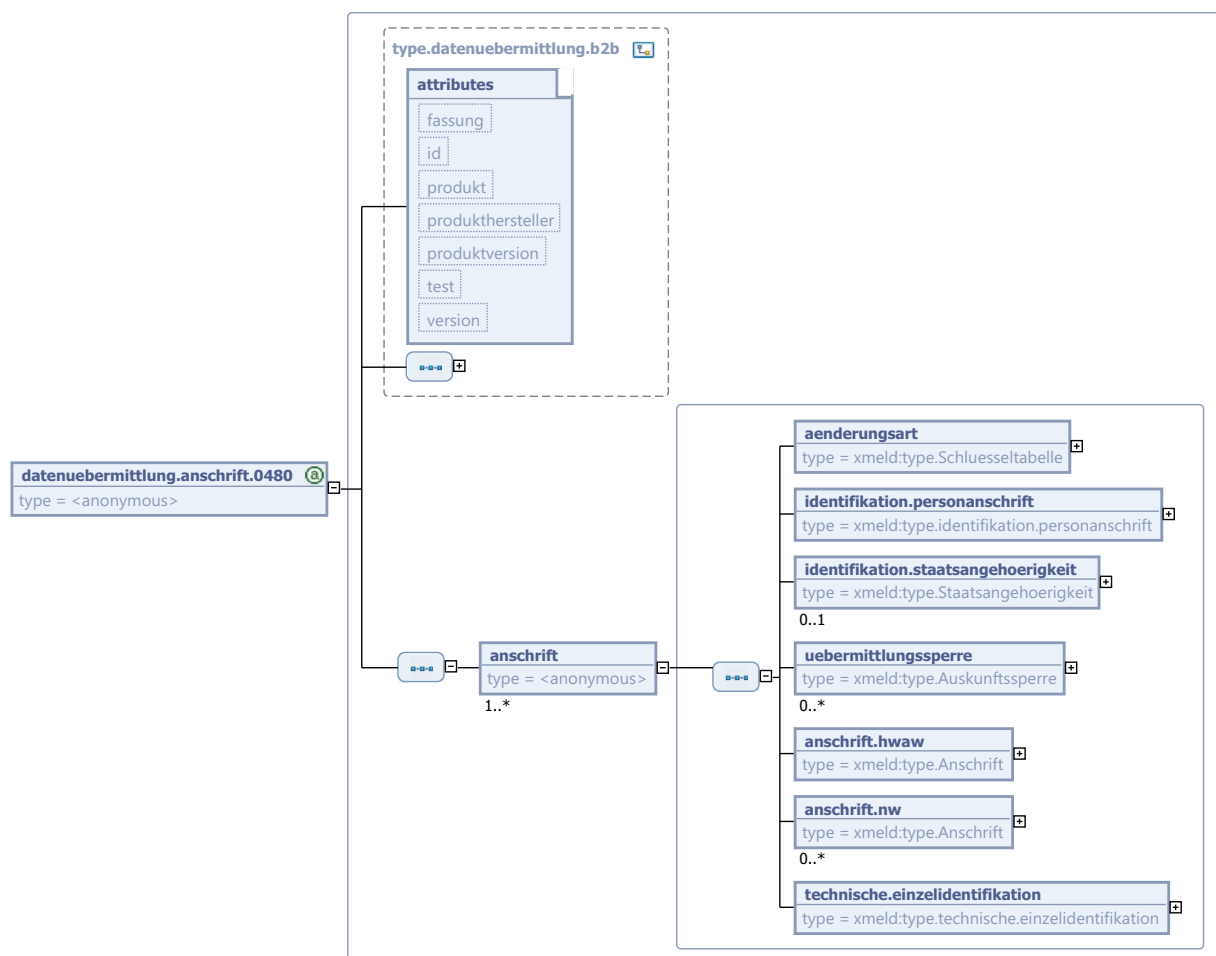 type.datenuebermittlung.b2b
attributes
fassung
id
produkt
produkthersteller
produktversion
test
version
datenuebermittlung.anschrift.0480
type = <anonymous>
anschrift
type = <anonymous>
1..*
aenderungsart
type = xmeld:type.Schluesseltabelle
identifikation.personanschrift
type = xmeld:type.identifikation.personanschrift
identifikation.staatsangehoerigkeit
type = xmeld:type.Staatsangehoerigkeit
0..1
uebermittlungssperre
type = xmeld:type.Auskunftssperre
0..*
anschrift.hwaw
type = xmeld:type.Anschrift
anschrift.nw
type = xmeld:type.Anschrift
0..*
technische.einzelidentifikation
type = xmeld:type.technische.einzelidentifikation